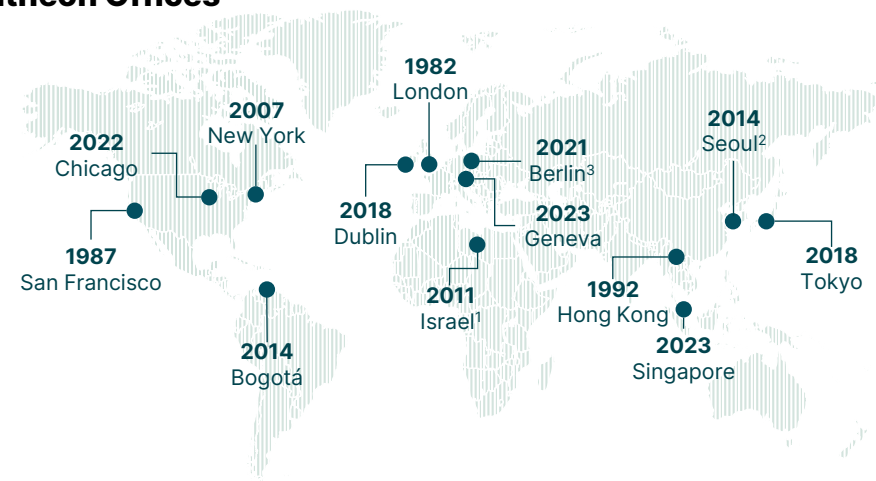 Offices
1982
London
2007
New York
2014
Seoul²
2022
Chicago
2021
Berlin³
2018
Dublin
2023
Geneva
1987
San Francisco
2018
Tokyo
2011
Israel¹
1992
Hong Kong
2014
Bogotá
2023
Singapore